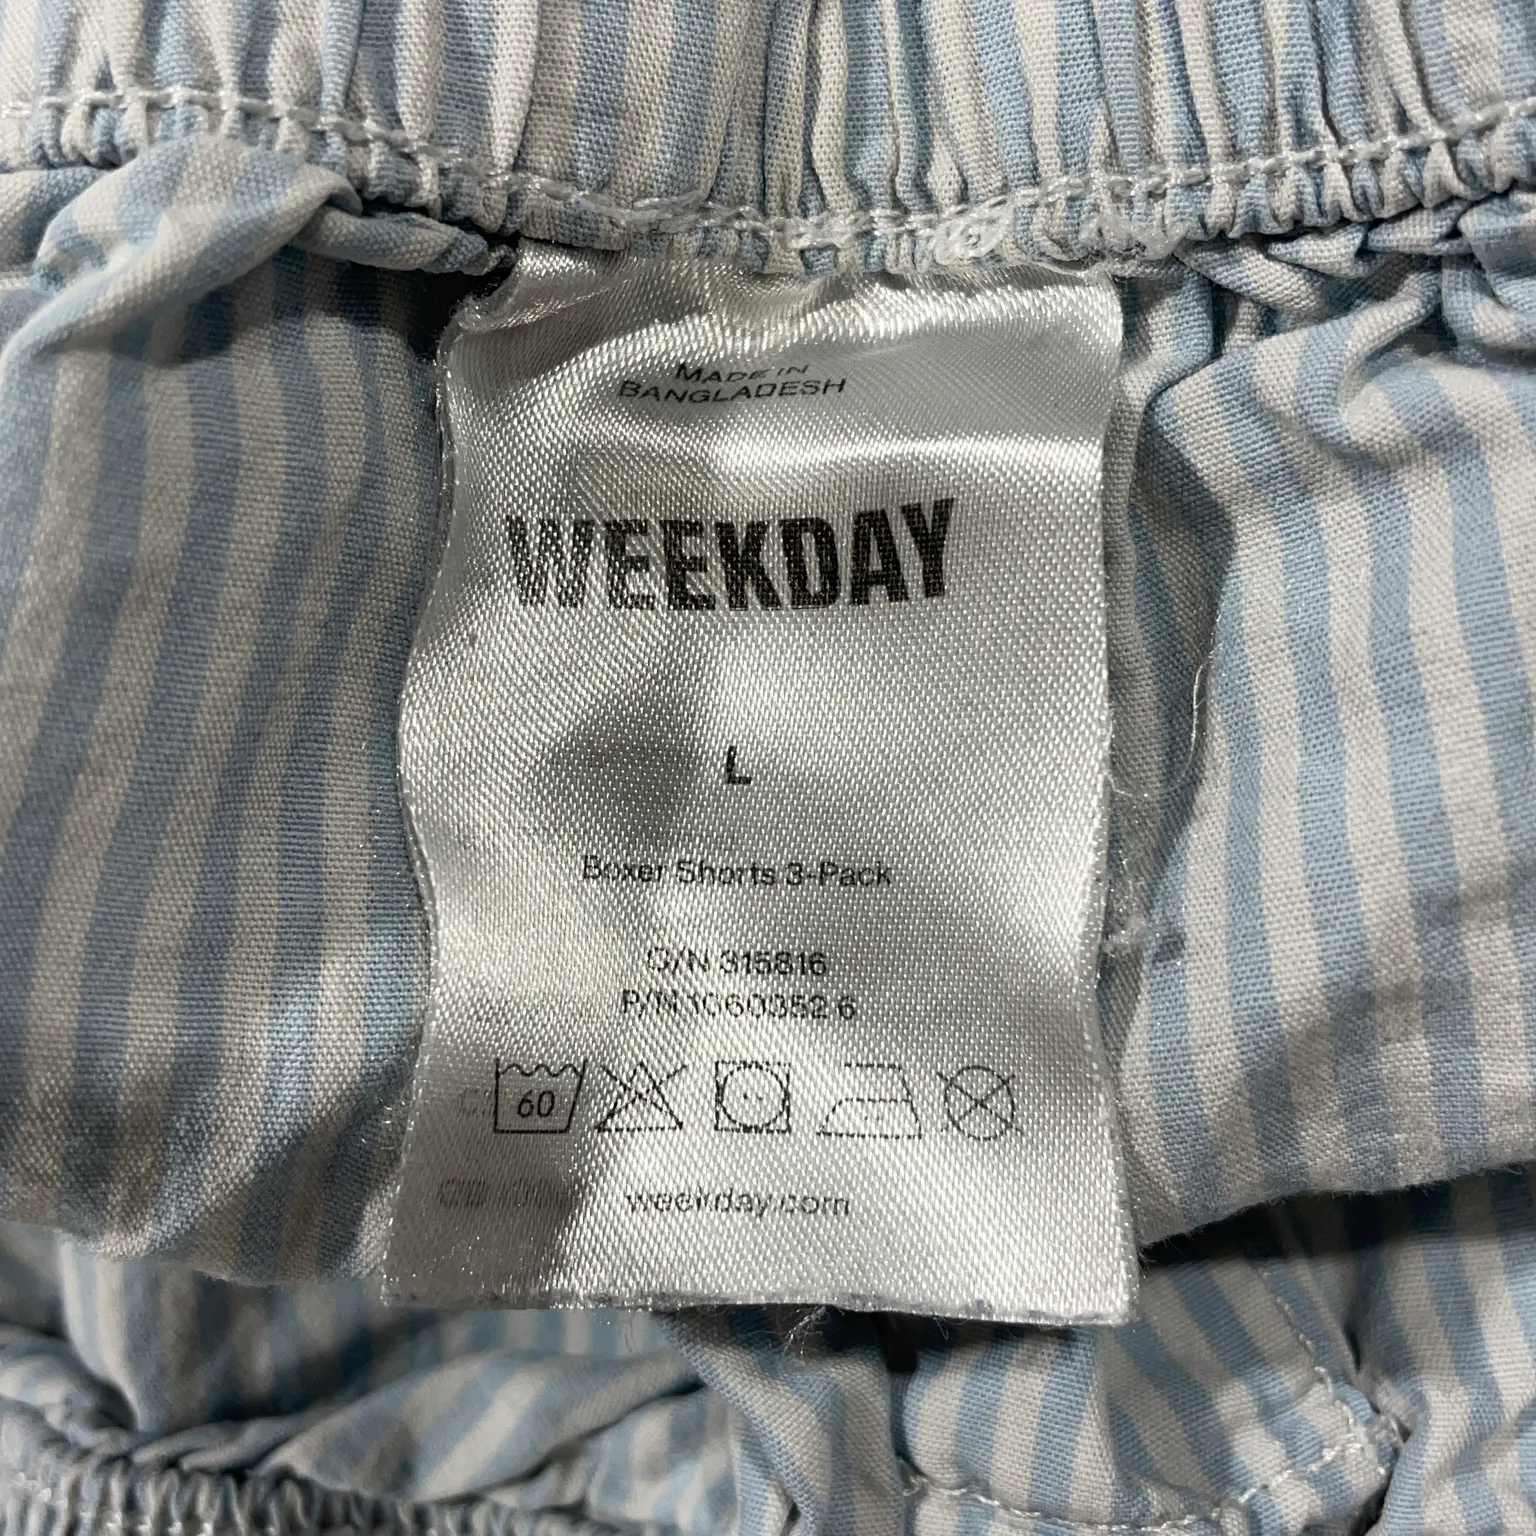 MADE IN
BANGLADESH
WEEKDAY
L
Boxer Shorts 3-Pack
O/N 315816
P/N 1060352 6
60
weekday.com